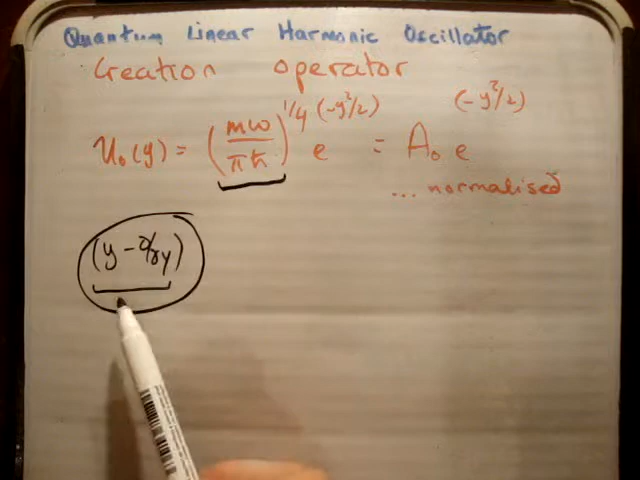 Quantum Linear Harmonic Oscillator
Creation operator
u₀(y) = (mω/πħ)^1/4 e^(-y²/2) = A₀ e^(-y²/2)
... normalised
(y - ∂/∂y)